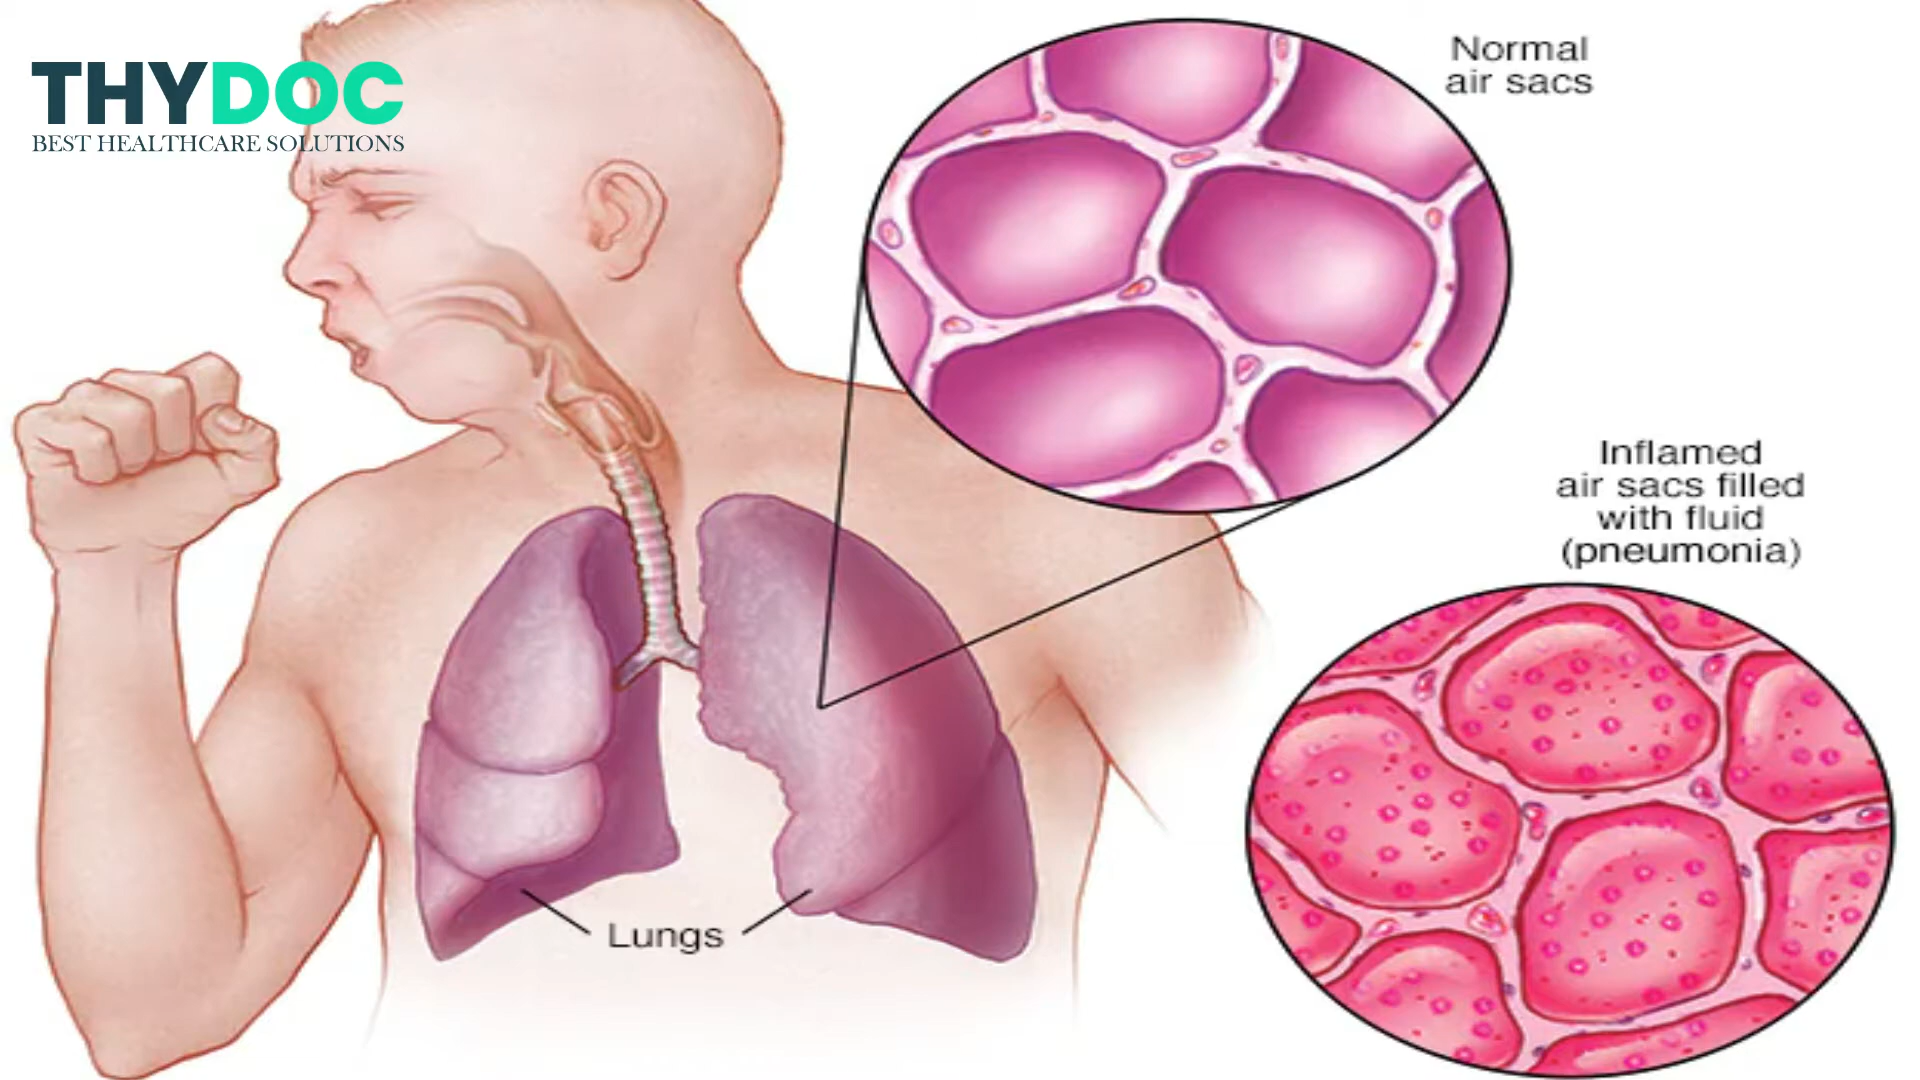 THYDOC
BEST HEALTHCARE SOLUTIONS
Normal
air sacs
Inflamed
air sacs filled
with fluid
(pneumonia)
Lungs